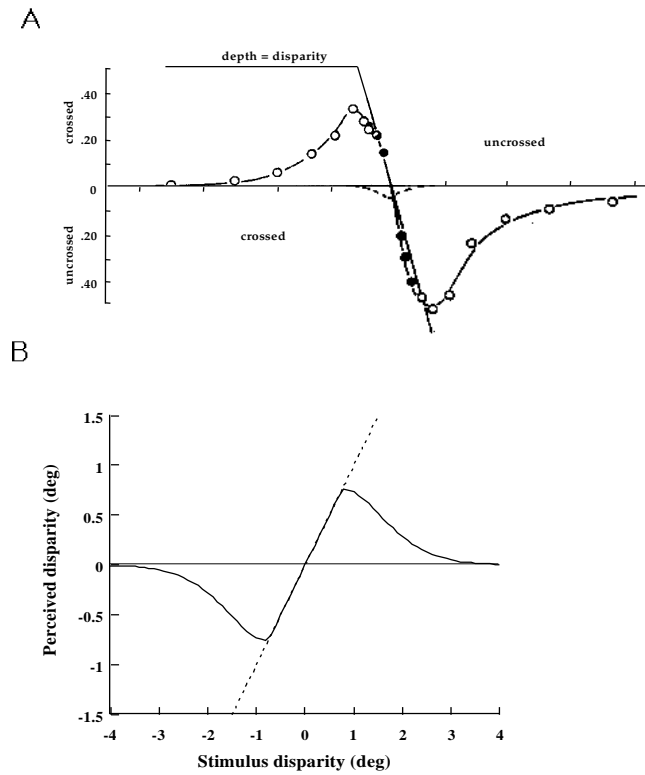 A
depth = disparity
crossed
.40
.20
uncrossed
0
uncrossed
.20
.40
crossed
B
Perceived disparity (deg)
1.5
1
0.5
0
-0.5
-1
-1.5
-4 -3 -2 -1 0 1 2 3 4
Stimulus disparity (deg)